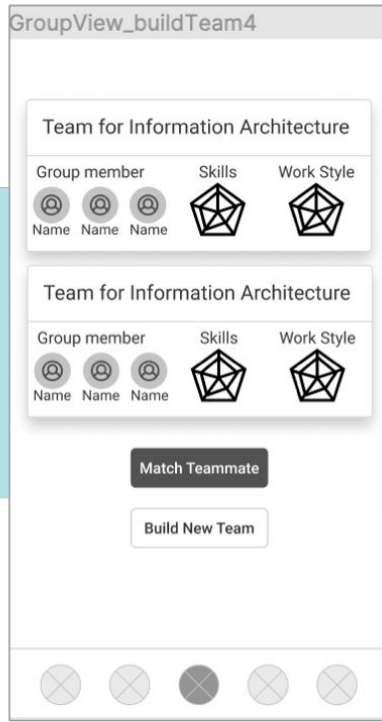 GroupView_buildTeam4
Team for Information Architecture
Group member Skills Work Style
Name Name Name
Team for Information Architecture
Group member Skills Work Style
Name Name Name
Match Teammate
Build New Team